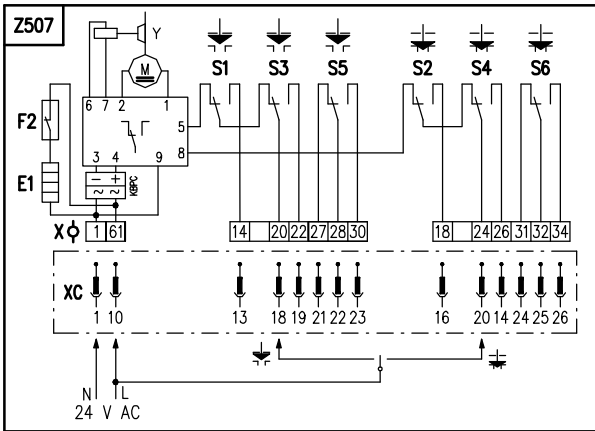 Z507
Y
M
S1 S3 S5 S2 S4 S6
6 7 2 1
5
8
F2
3 4 9
− +
~ ~
KBPC
E1
X 1 61 14 20 22 27 28 30 18 24 26 31 32 34
XC
1 10 13 18 19 21 22 23 16 20 14 24 25 26
N L
24 V AC